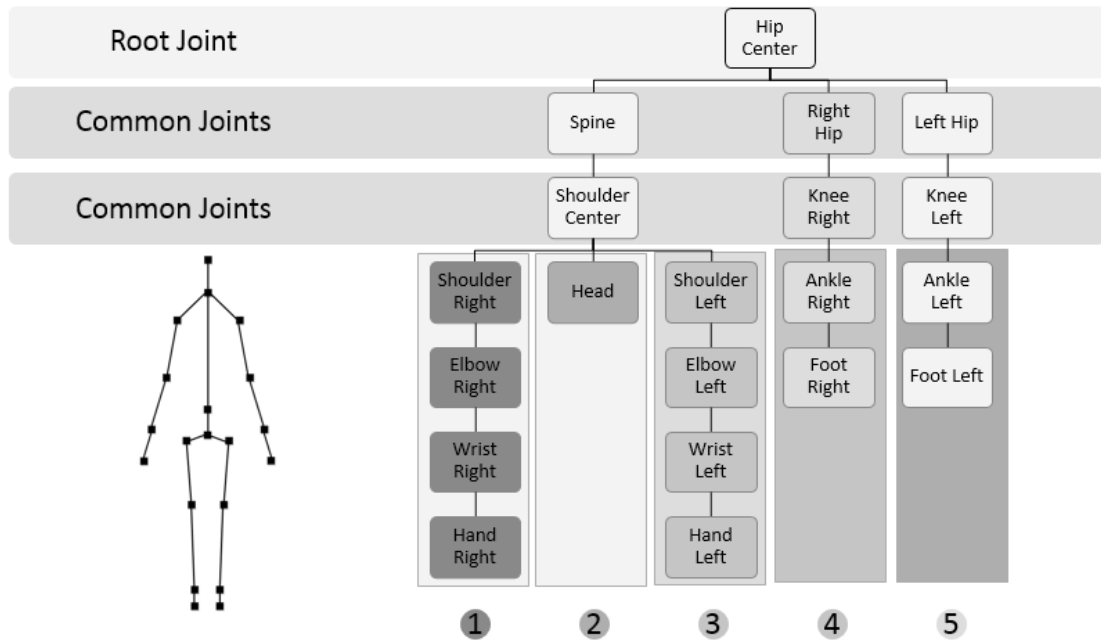 Root Joint
Hip
Center
Common Joints
Spine
Right
Hip
Left Hip
Common Joints
Shoulder
Center
Knee
Right
Knee
Left
Shoulder
Right
Head
Shoulder
Left
Ankle
Right
Ankle
Left
Elbow
Right
Elbow
Left
Foot
Right
Foot Left
Wrist
Right
Wrist
Left
Hand
Right
Hand
Left
1
2
3
4
5